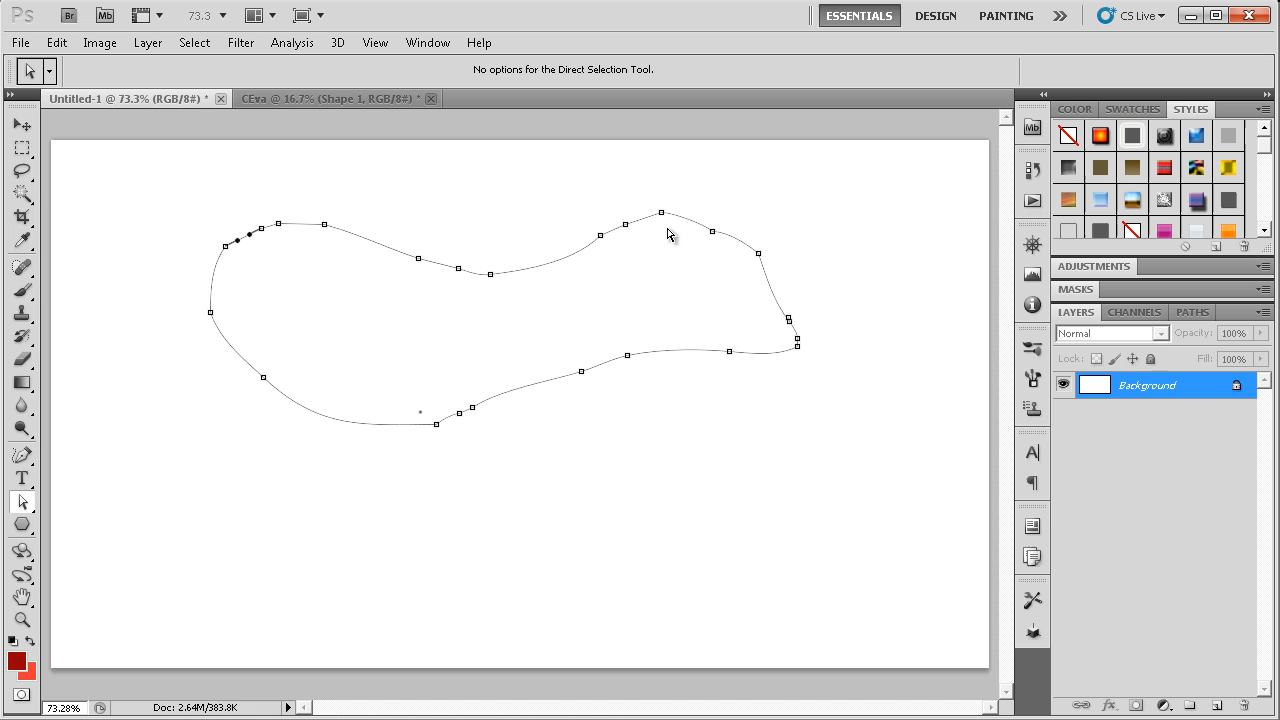 Ps Br Mb 73.3 ESSENTIALS DESIGN PAINTING CS Live
File Edit Image Layer Select Filter Analysis 3D View Window Help
No options for the Direct Selection Tool.
Untitled-1 @ 73.3% (RGB/8#) * CEva @ 16.7% (Shape 1, RGB/8#) *
COLOR SWATCHES STYLES
Mb
ADJUSTMENTS
MASKS
LAYERS CHANNELS PATHS
Normal Opacity: 100%
Lock: Fill: 100%
Background
A
T
73.28% Doc: 2.64M/383.8K